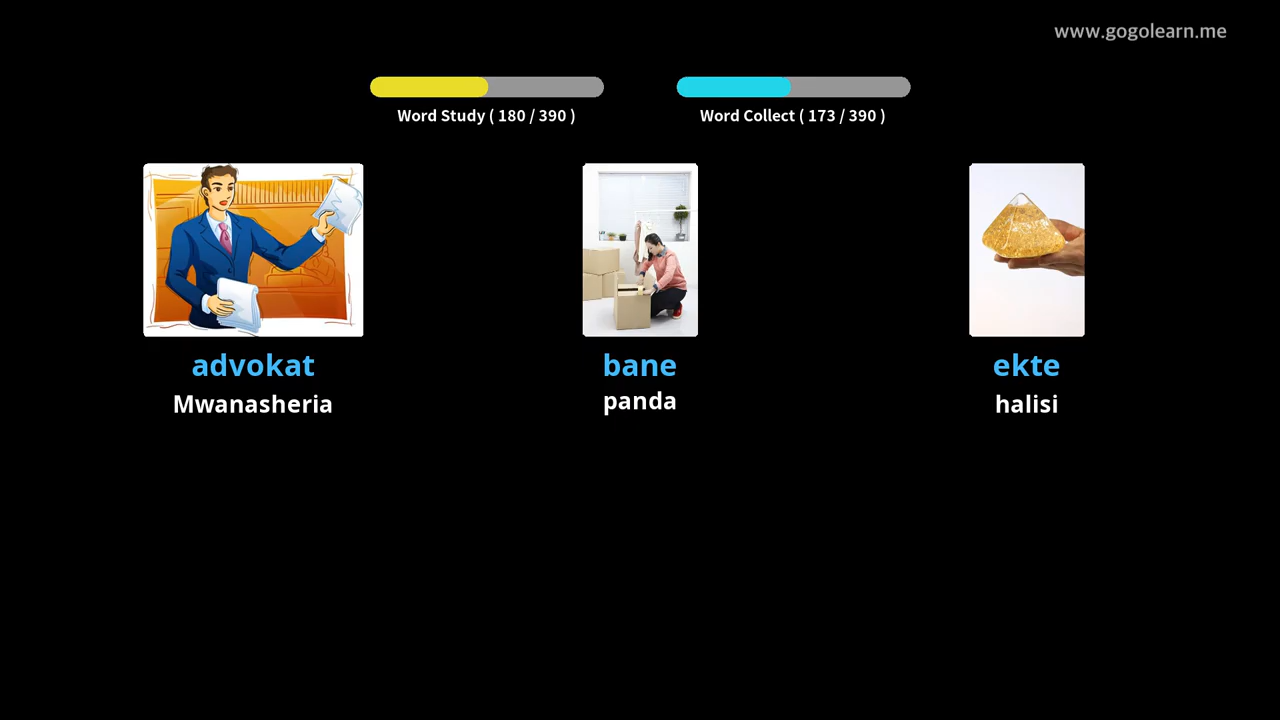 www.gogolearn.me
Word Study ( 180 / 390 )
Word Collect ( 173 / 390 )
advokat
Mwanasheria
bane
panda
ekte
halisi